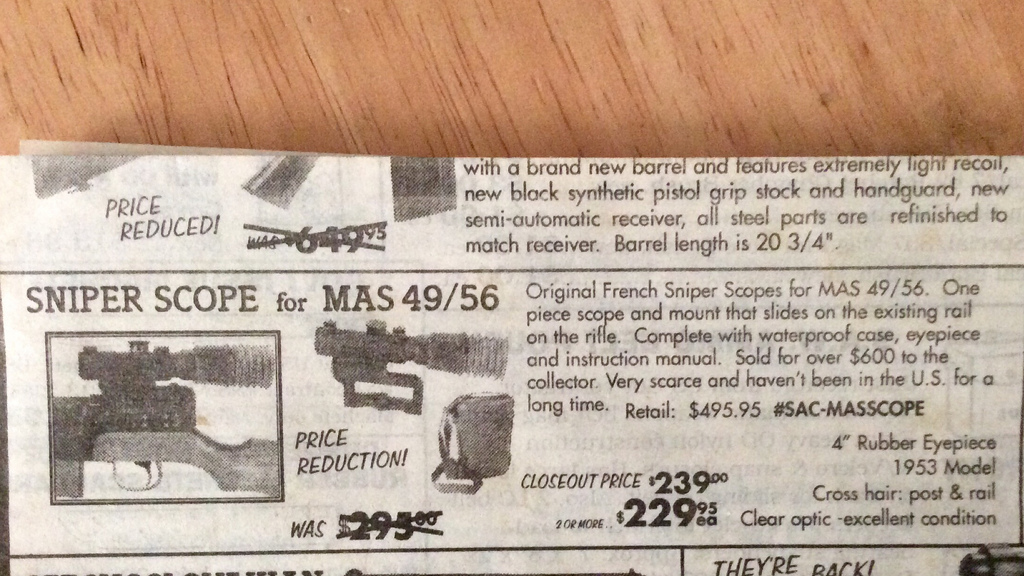 with a brand new barrel and features extremely light recoil,
new black synthetic pistol grip stock and handguard, new
semi-automatic receiver, all steel parts are refinished to
match receiver. Barrel length is 20 3/4".
PRICE
REDUCED!
WAS $649.95
SNIPER SCOPE for MAS 49/56
Original French Sniper Scopes for MAS 49/56. One
piece scope and mount that slides on the existing rail
on the rifle. Complete with waterproof case, eyepiece
and instruction manual. Sold for over $600 to the
collector. Very scarce and haven't been in the U.S. for a
long time. Retail: $495.95 #SAC-MASSCOPE
PRICE
REDUCTION!
WAS $295.00
CLOSEOUT PRICE $239.00
2 OR MORE.. $229.95 ea
4" Rubber Eyepiece
1953 Model
Cross hair: post & rail
Clear optic -excellent condition
THEY'RE BACK!